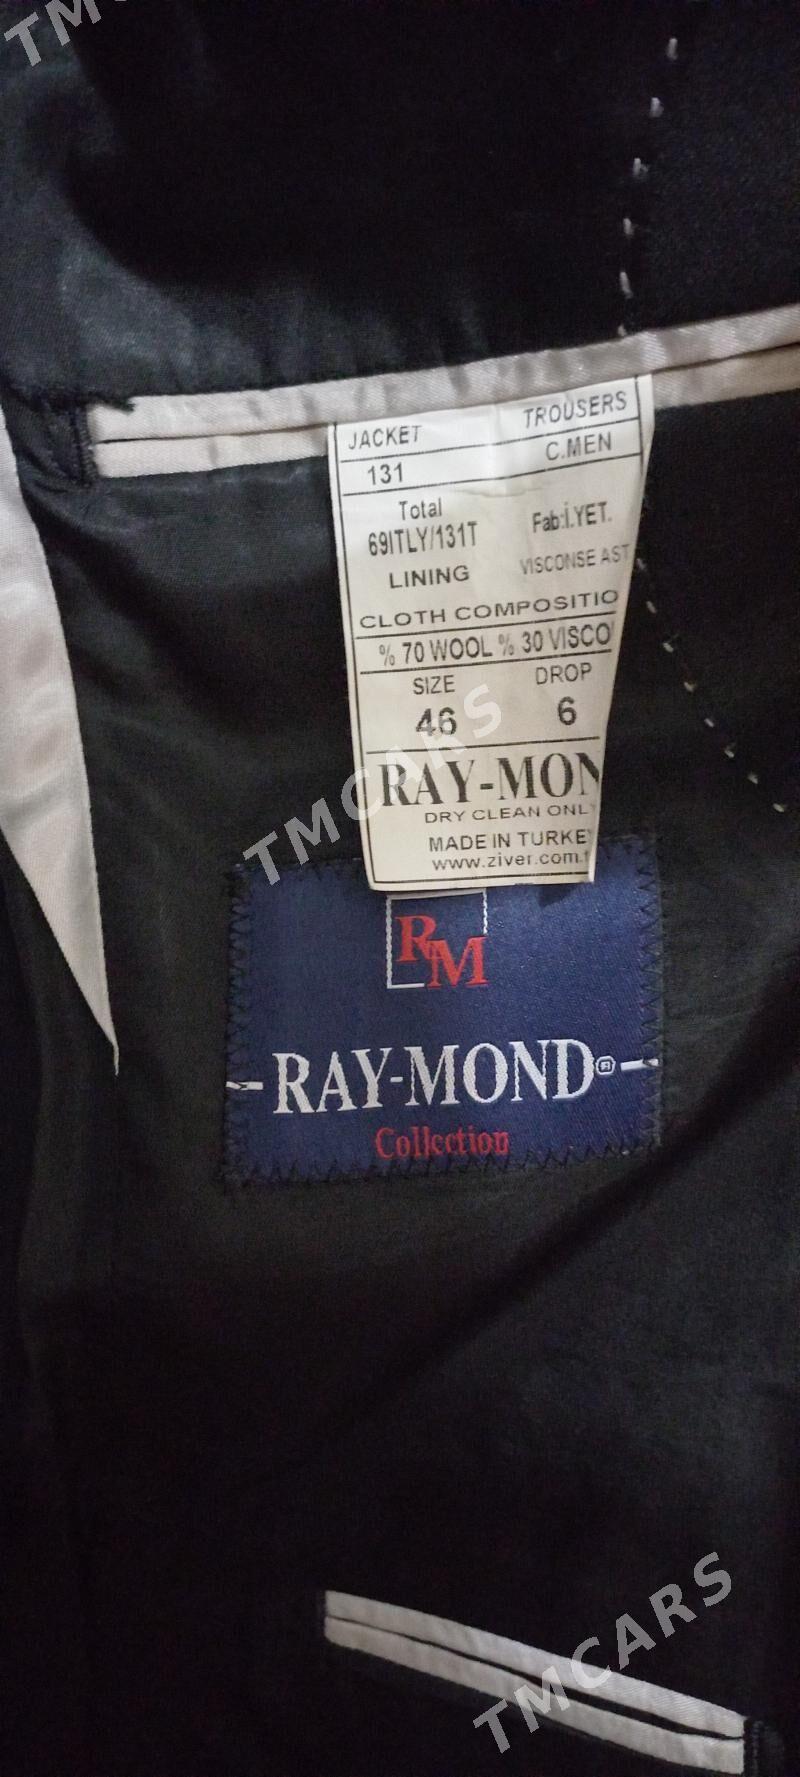 TMCARS
JACKET TROUSERS
131 C.MEN
Total Fab:İ.YET.
69ITLY/131T
LINING VISCONSE AST
CLOTH COMPOSITIO
% 70 WOOL % 30 VISCO
SIZE DROP
46 6
RAY-MON
DRY CLEAN ONLY
MADE IN TURKEY
www.ziver.com.t
TMCARS
RM
RAY-MOND®
Collection
TMCARS